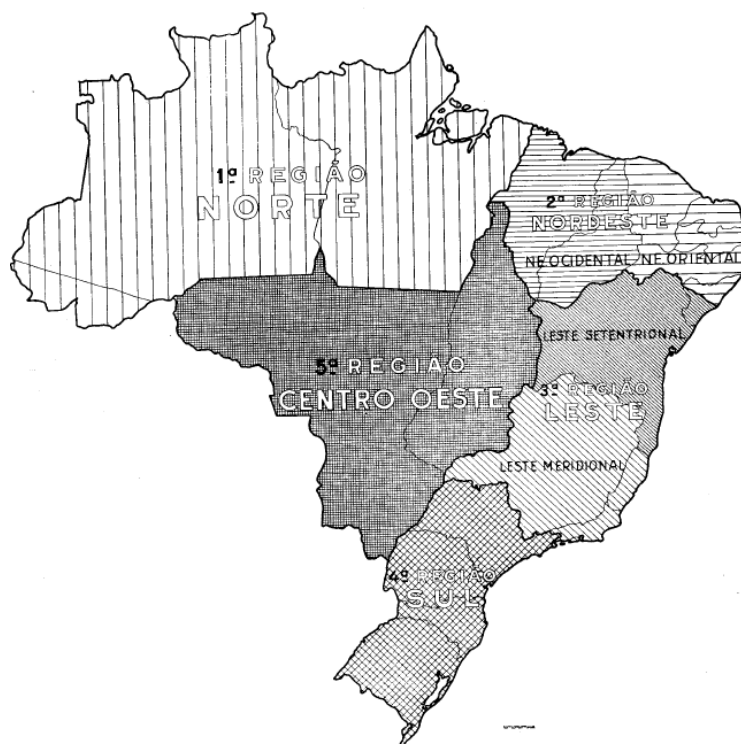 1ª REGIÃO
NORTE
2ª REGIÃO
NORDESTE
NE.OCIDENTAL NE.ORIENTAL
LESTE SETENTRIONAL
5ª REGIÃO
CENTRO OESTE
3ª REGIÃO
LESTE
LESTE MERIDIONAL
4ª REGIÃO
SUL